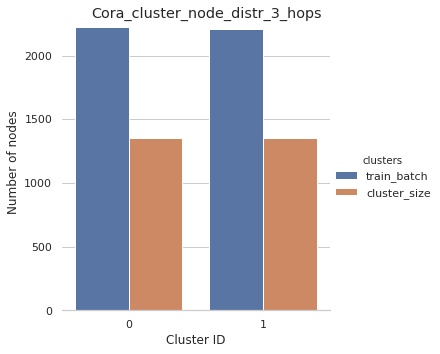 Cora_cluster_node_distr_3_hops
Number of nodes
2000
1500
1000
500
0
0
1
Cluster ID
clusters
train_batch
cluster_size